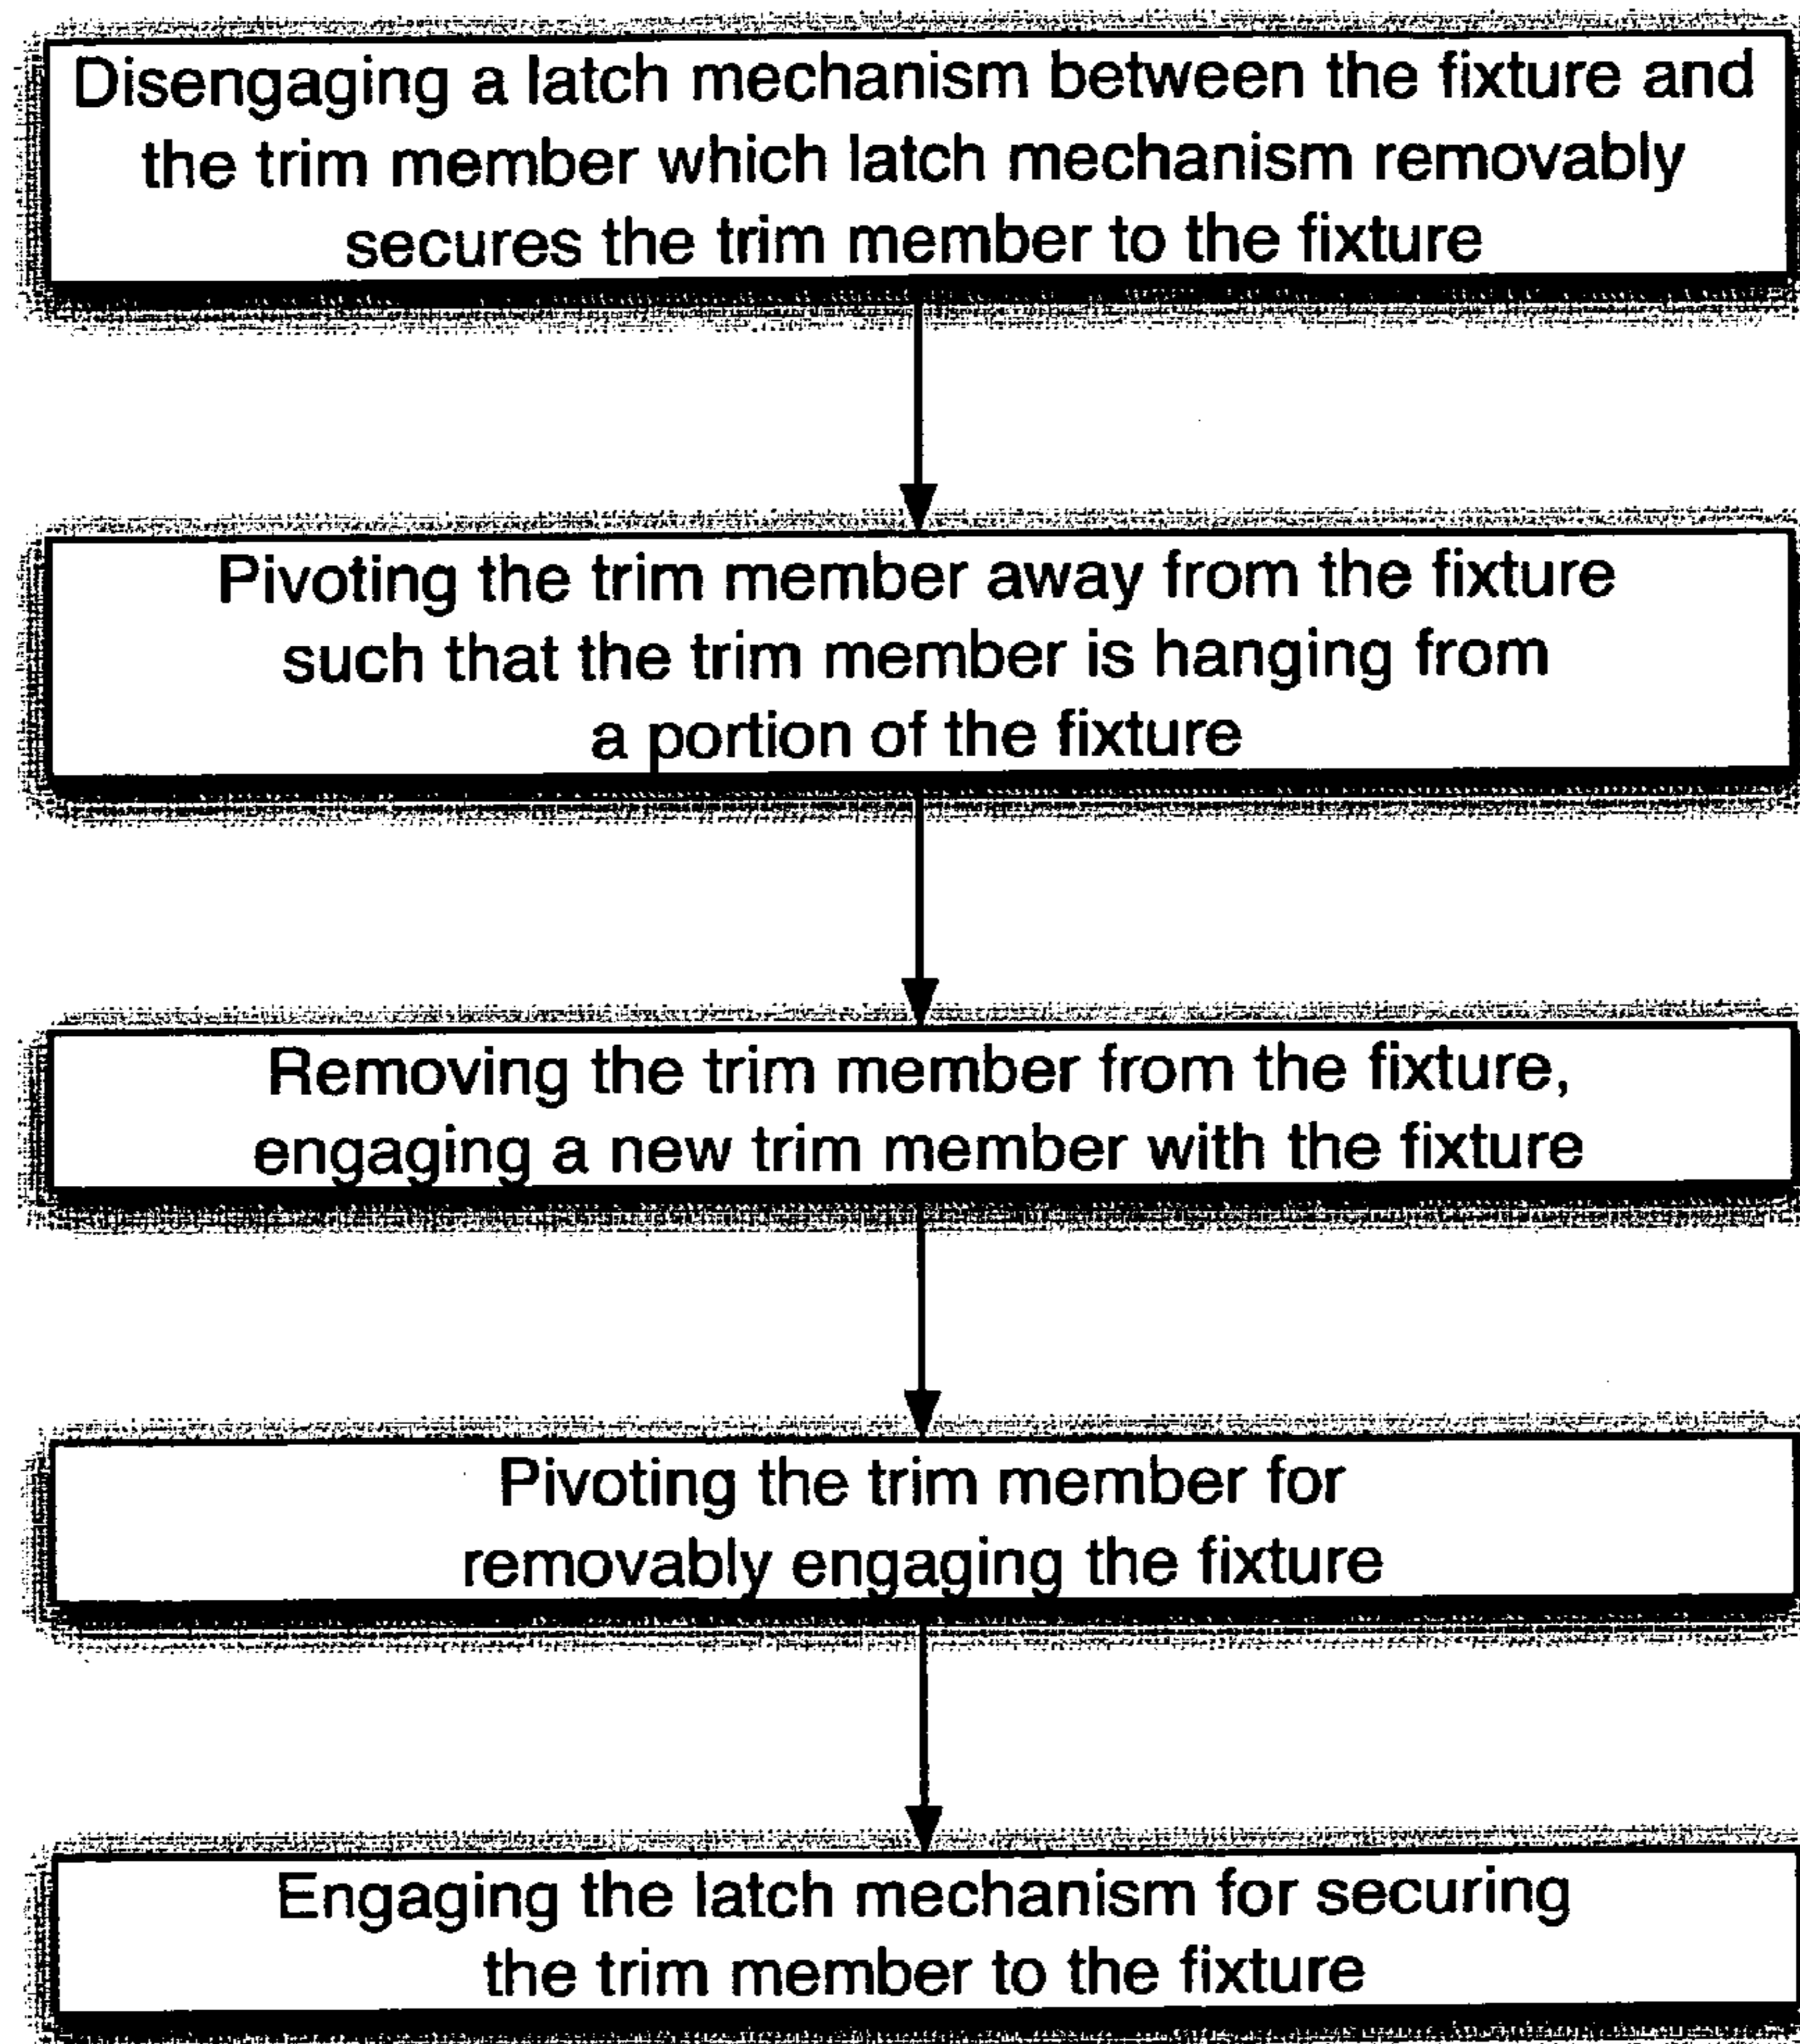 Disengaging a latch mechanism between the fixture and
the trim member which latch mechanism removably
secures the trim member to the fixture
Pivoting the trim member away from the fixture
such that the trim member is hanging from
a portion of the fixture
Removing the trim member from the fixture,
engaging a new trim member with the fixture
Pivoting the trim member for
removably engaging the fixture
Engaging the latch mechanism for securing
the trim member to the fixture